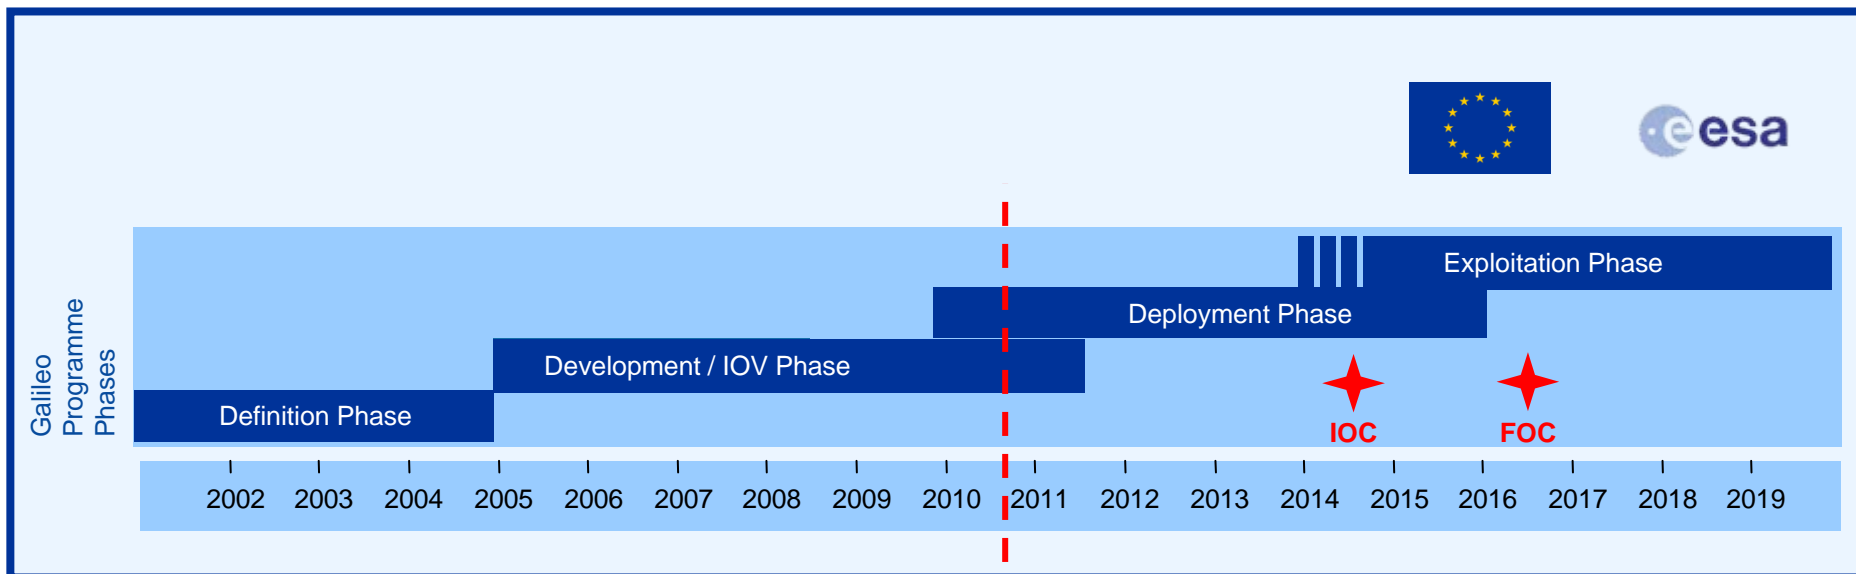 esa
Exploitation Phase
Deployment Phase
Development / IOV Phase
Definition Phase
Galileo
Programme
Phases
IOC
FOC
2002 2003 2004 2005 2006 2007 2008 2009 2010 2011 2012 2013 2014 2015 2016 2017 2018 2019